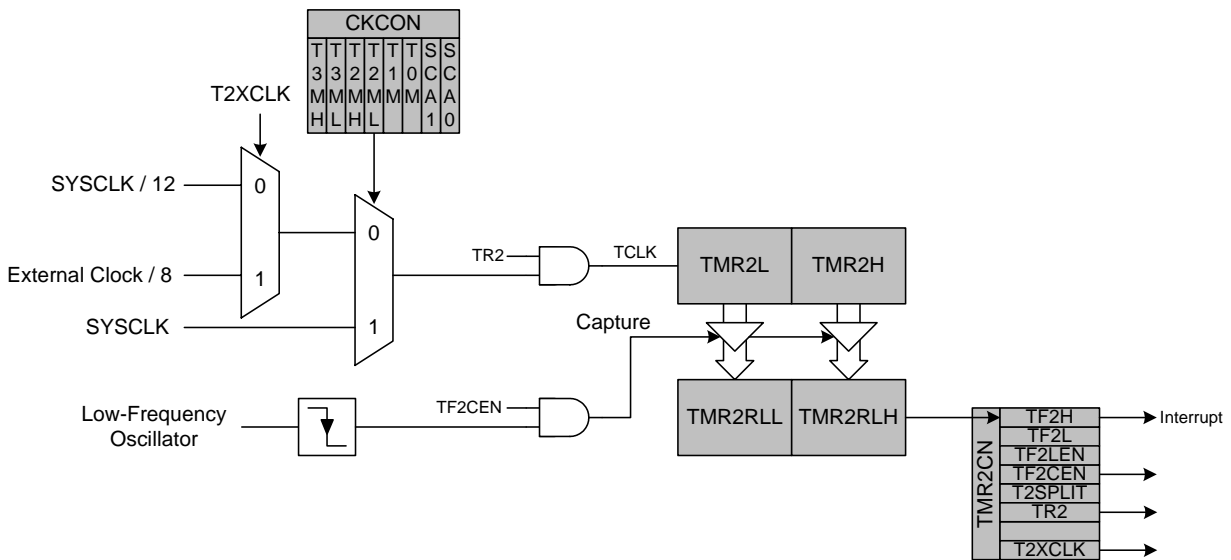 CKCON
T3MH
T3ML
T2MH
T2ML
T1M
T0M
SCA1
SCA0
T2XCLK
SYSCLK / 12
0
External Clock / 8
1
SYSCLK
0
1
TR2
TCLK
TMR2L
TMR2H
Capture
Low-Frequency
Oscillator
TF2CEN
TMR2RLL
TMR2RLH
TMR2CN
TF2H
TF2L
TF2LEN
TF2CEN
T2SPLIT
TR2
T2XCLK
Interrupt